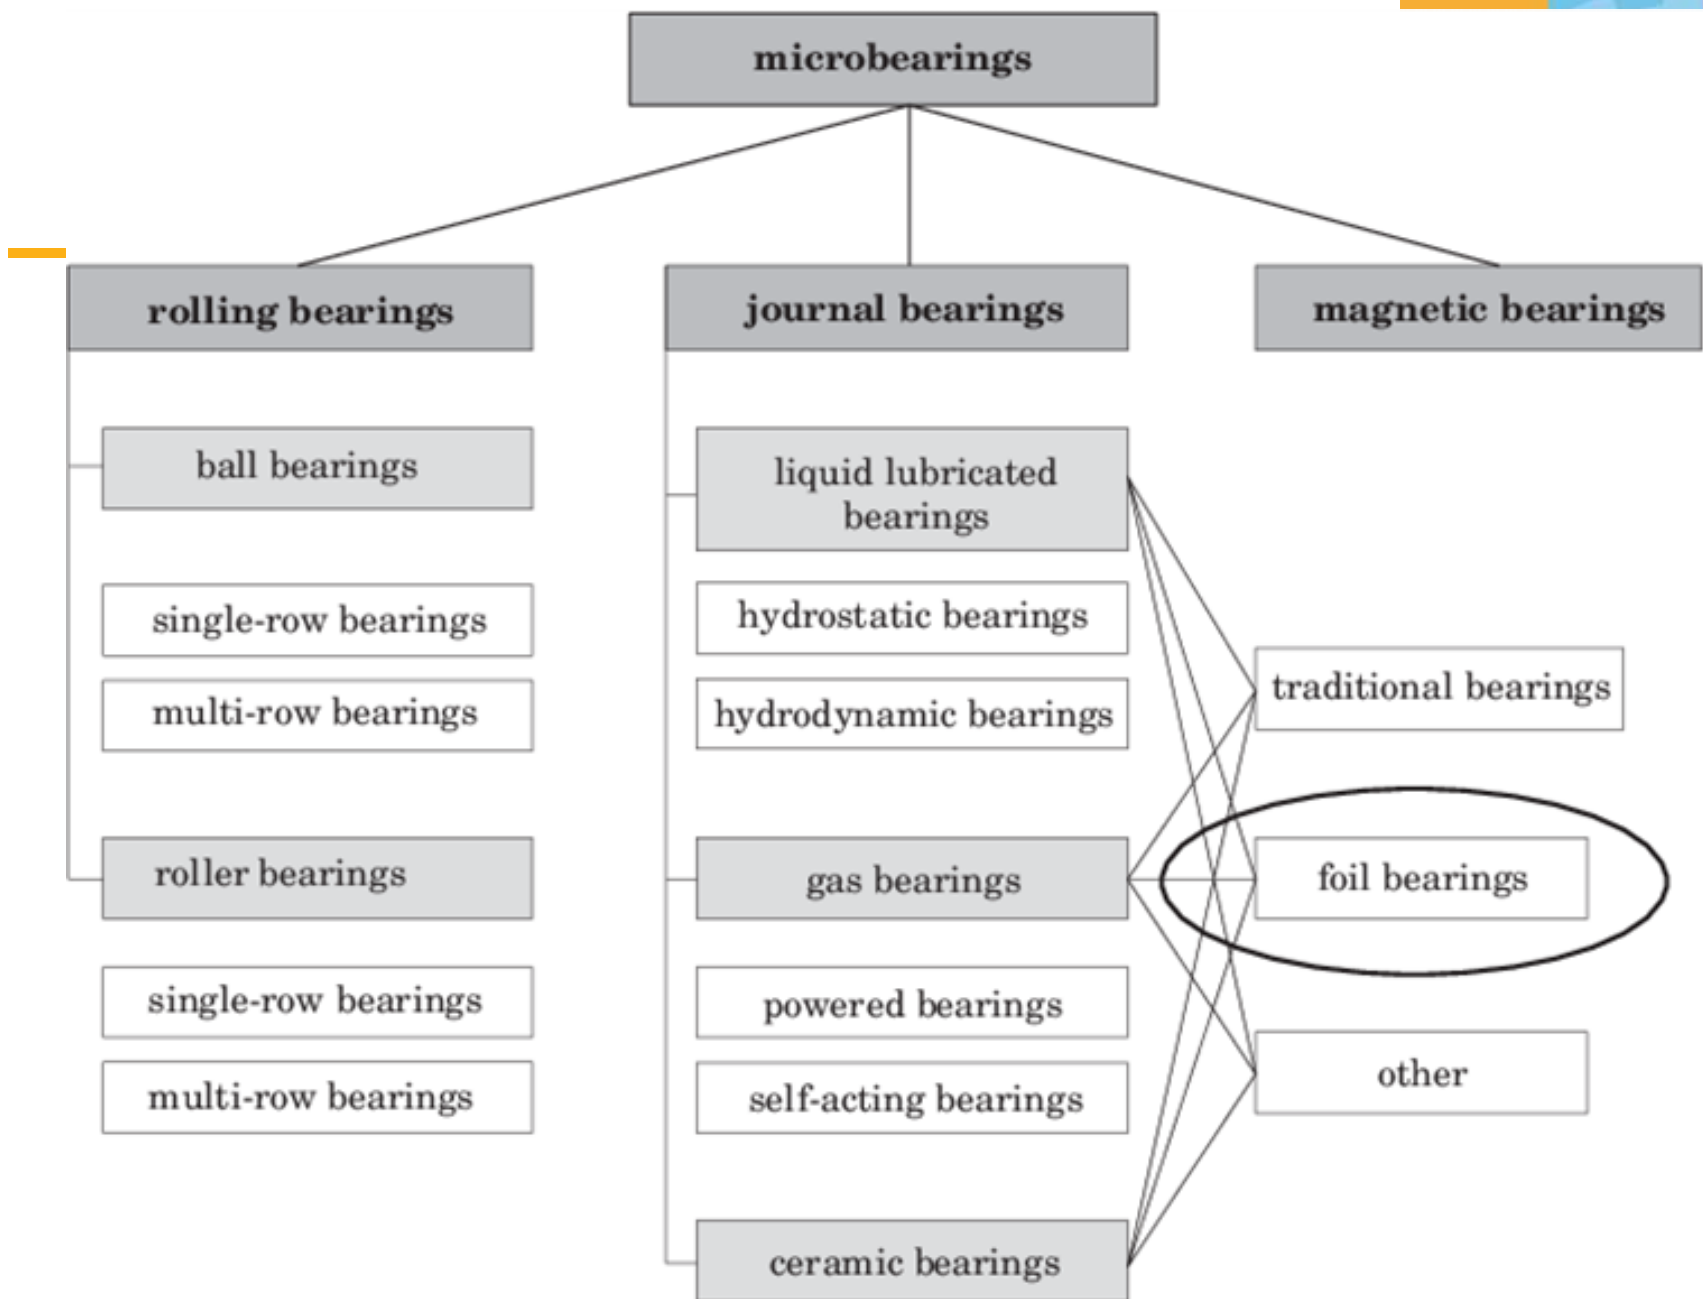 microbearings
rolling bearings
ball bearings
single-row bearings
multi-row bearings
roller bearings
single-row bearings
multi-row bearings
journal bearings
liquid lubricated
bearings
hydrostatic bearings
hydrodynamic bearings
gas bearings
powered bearings
self-acting bearings
ceramic bearings
magnetic bearings
traditional bearings
foil bearings
other